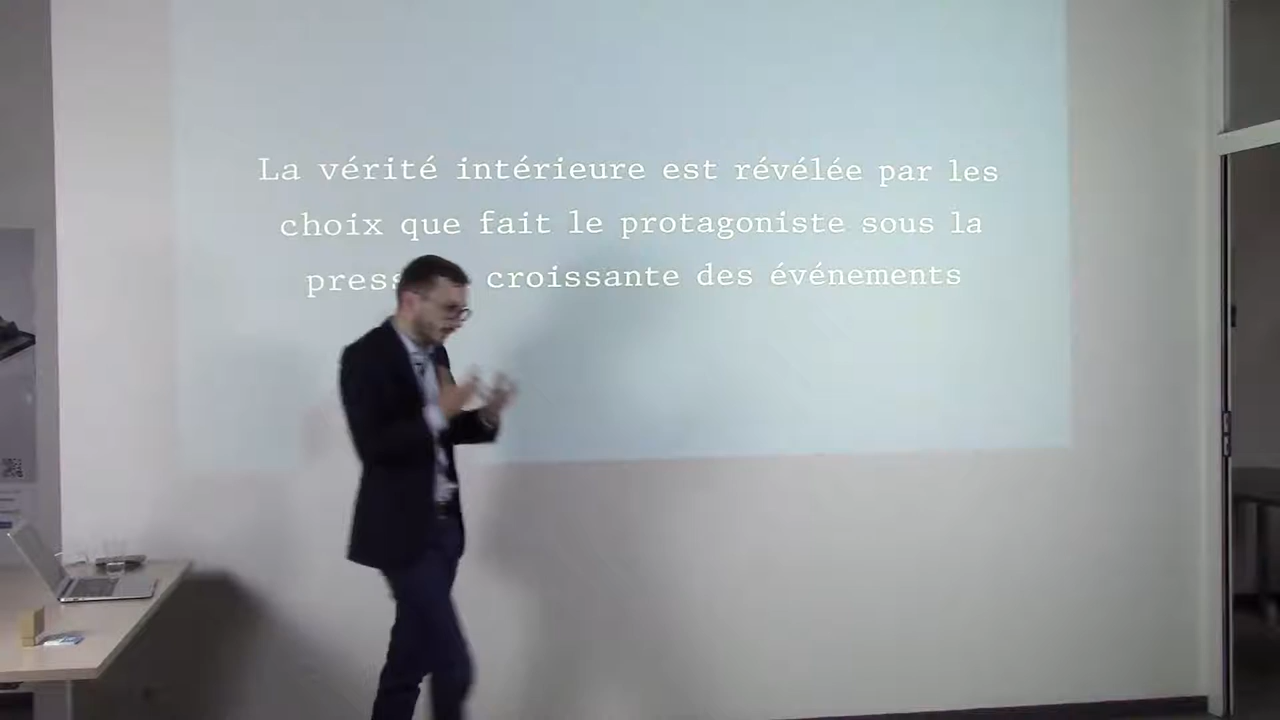 La vérité intérieure est révélée par les
choix que fait le protagoniste sous la
croissante des événements